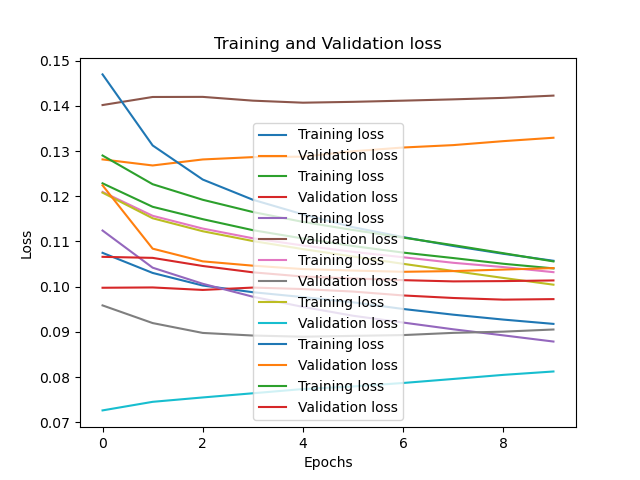 Training and Validation loss
0.15
0.14
0.13
0.12
0.11
0.10
0.09
0.08
0.07
Loss
Training loss
Validation loss
Training loss
Validation loss
Training loss
Validation loss
Training loss
Validation loss
Training loss
Validation loss
Training loss
Validation loss
Training loss
Validation loss
0 2 4 6 8
Epochs